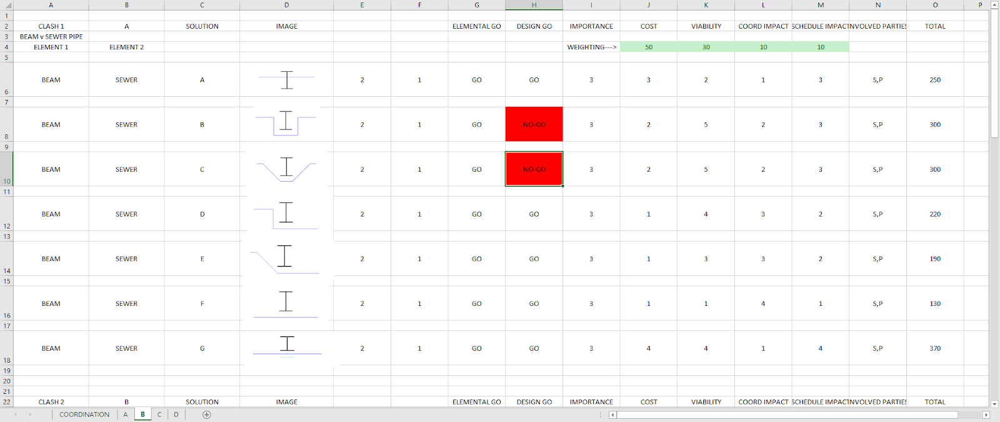 A B C D E F G H I J K L M N O P
1
2 CLASH 1 A SOLUTION IMAGE ELEMENTAL GO DESIGN GO IMPORTANCE COST VIABILITY COORD IMPACT SCHEDULE IMPACT NVOLVED PARTIES TOTAL
3 BEAM v SEWER PIPE
4 ELEMENT 1 ELEMENT 2 WEIGHTING---> 50 30 10 10
5
6 BEAM SEWER A 2 1 GO GO 3 3 2 1 3 S,P 250
7
8 BEAM SEWER B 2 1 GO NO-GO 3 2 5 2 3 S,P 300
9
10 BEAM SEWER C 2 1 GO NO-GO 3 2 5 2 3 S,P 300
11
12 BEAM SEWER D 2 1 GO GO 3 1 4 3 2 S,P 220
13
14 BEAM SEWER E 2 1 GO GO 3 1 3 3 2 S,P 190
15
16 BEAM SEWER F 2 1 GO GO 3 1 1 4 1 S,P 130
17
18 BEAM SEWER G 2 1 GO GO 3 4 4 1 4 S,P 370
19
20
21
22 CLASH 2 B SOLUTION IMAGE ELEMENTAL GO DESIGN GO IMPORTANCE COST VIABILITY COORD IMPACT SCHEDULE IMPACT NVOLVED PARTIES TOTAL
COORDINATION A B C D